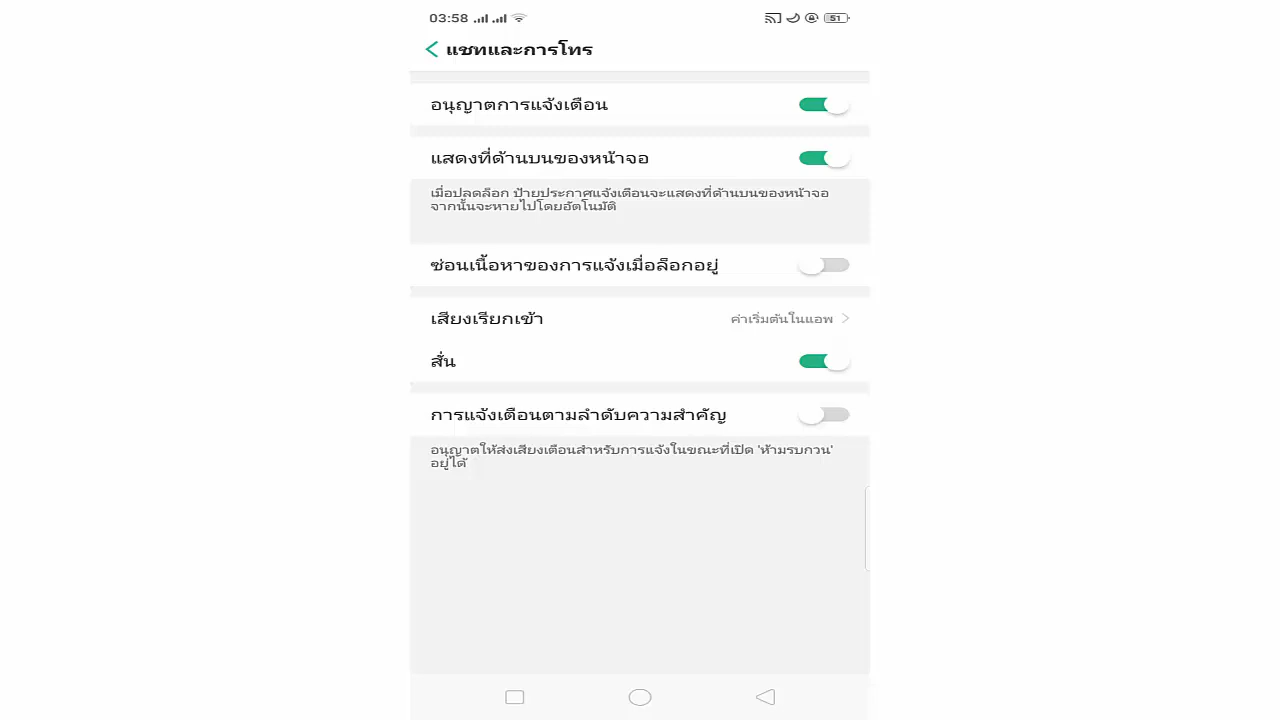 03:58
51
แชทและการโทร
อนุญาตการแจ้งเตือน
แสดงที่ด้านบนของหน้าจอ
เมื่อปลดล็อก ป้ายประกาศแจ้งเตือนจะแสดงที่ด้านบนของหน้าจอ
จากนั้นจะหายไปโดยอัตโนมัติ
ซ่อนเนื้อหาของการแจ้งเมื่อล็อกอยู่
เสียงเรียกเข้า ค่าเริ่มต้นในแอพ
สั่น
การแจ้งเตือนตามลำดับความสำคัญ
อนุญาตให้ส่งเสียงเตือนสำหรับการแจ้งในขณะที่เปิด 'ห้ามรบกวน'
อยู่ได้